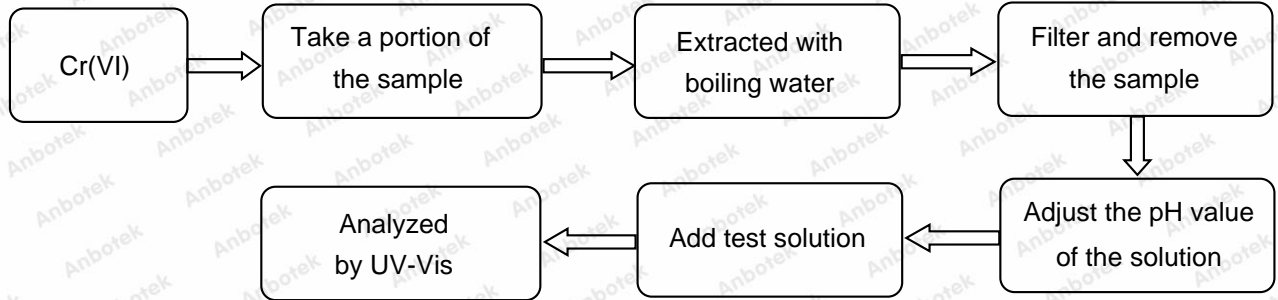 Cr(VI)
Take a portion of
the sample
Extracted with
boiling water
Filter and remove
the sample
Adjust the pH value
of the solution
Add test solution
Analyzed
by UV-Vis
Anbotek